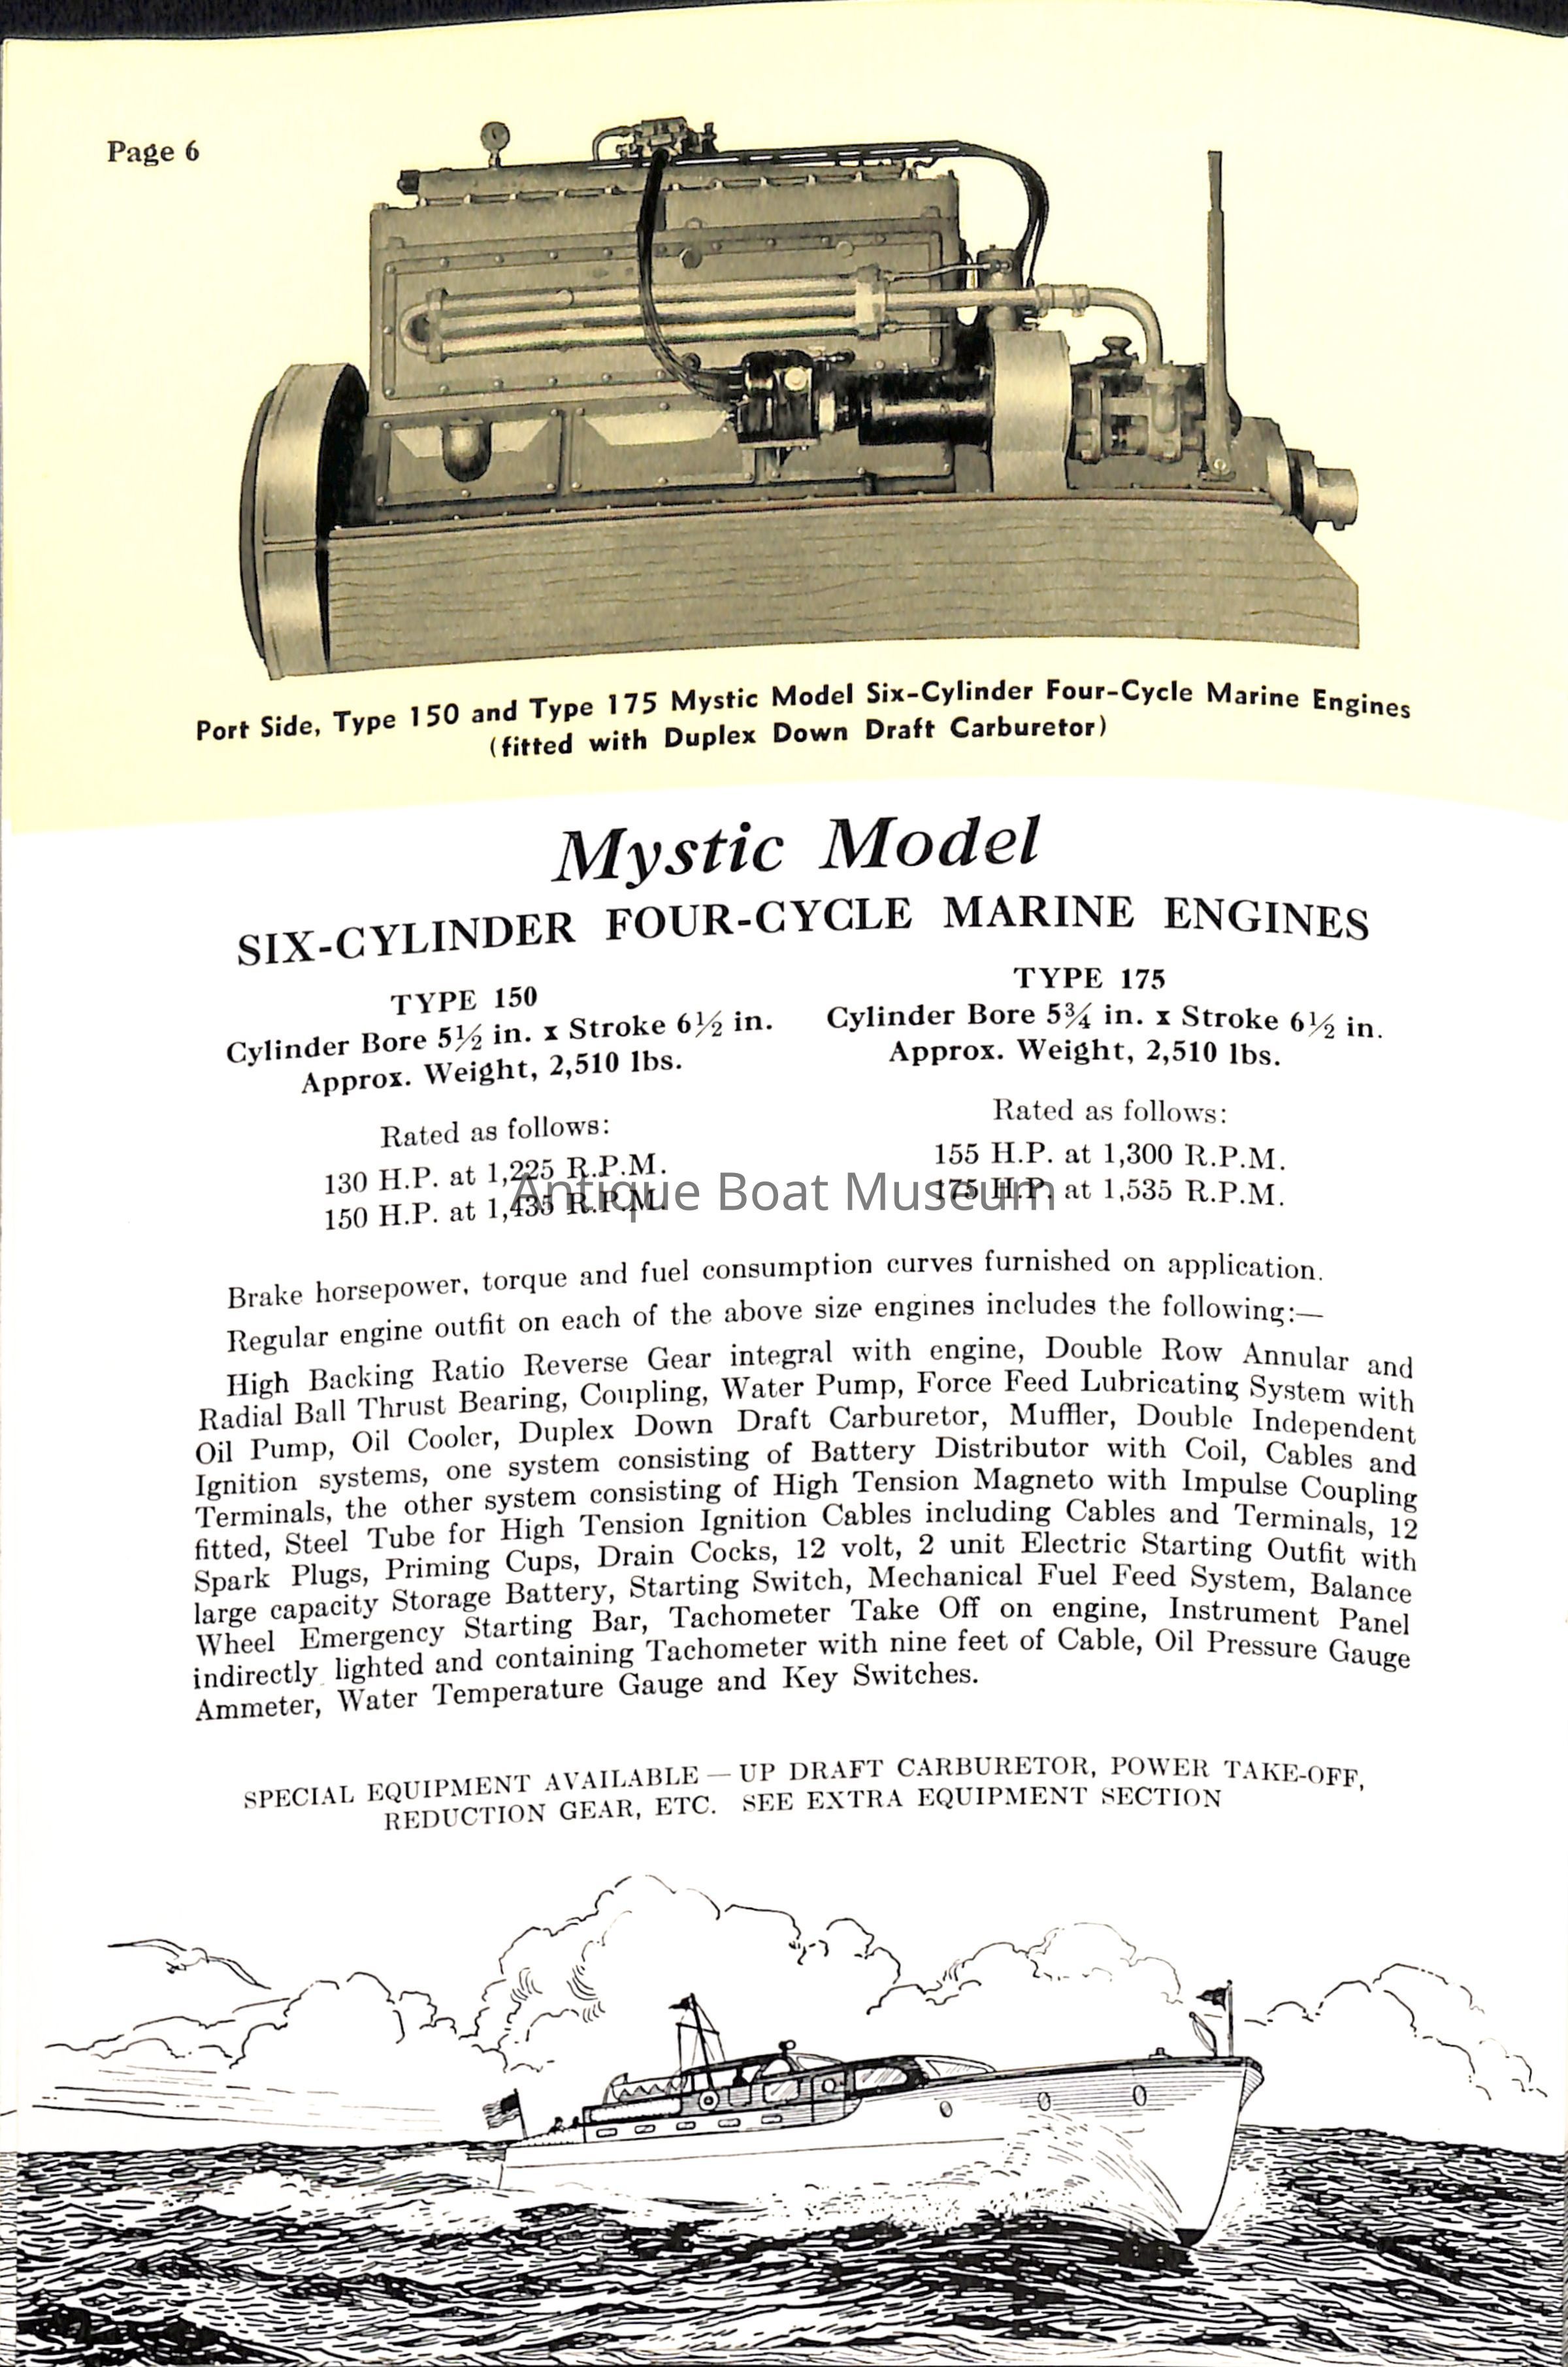 Page 6
Port Side, Type 150 and Type 175 Mystic Model Six-Cylinder Four-Cycle Marine Engines
(fitted with Duplex Down Draft Carburetor)
Mystic Model
SIX-CYLINDER FOUR-CYCLE MARINE ENGINES
TYPE 150
Cylinder Bore 5½ in. x Stroke 6½ in.
Approx. Weight, 2,510 lbs.
Rated as follows:
130 H.P. at 1,225 R.P.M.
150 H.P. at 1,435 R.P.M.
TYPE 175
Cylinder Bore 5¾ in. x Stroke 6½ in.
Approx. Weight, 2,510 lbs.
Rated as follows:
155 H.P. at 1,300 R.P.M.
175 H.P. at 1,535 R.P.M.
Antique Boat Museum
Brake horsepower, torque and fuel consumption curves furnished on application.
Regular engine outfit on each of the above size engines includes the following:—
High Backing Ratio Reverse Gear integral with engine, Double Row Annular and
Radial Ball Thrust Bearing, Coupling, Water Pump, Force Feed Lubricating System with
Oil Pump, Oil Cooler, Duplex Down Draft Carburetor, Muffler, Double Independent
Ignition systems, one system consisting of Battery Distributor with Coil, Cables and
Terminals, the other system consisting of High Tension Magneto with Impulse Coupling
fitted, Steel Tube for High Tension Ignition Cables including Cables and Terminals, 12
Spark Plugs, Priming Cups, Drain Cocks, 12 volt, 2 unit Electric Starting Outfit with
large capacity Storage Battery, Starting Switch, Mechanical Fuel Feed System, Balance
Wheel Emergency Starting Bar, Tachometer Take Off on engine, Instrument Panel
indirectly lighted and containing Tachometer with nine feet of Cable, Oil Pressure Gauge
Ammeter, Water Temperature Gauge and Key Switches.
SPECIAL EQUIPMENT AVAILABLE — UP DRAFT CARBURETOR, POWER TAKE-OFF,
REDUCTION GEAR, ETC. SEE EXTRA EQUIPMENT SECTION